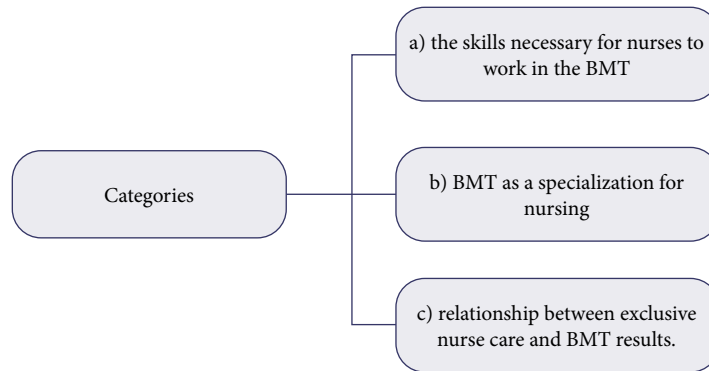 Categories
a) the skills necessary for nurses to
work in the BMT
b) BMT as a specialization for
nursing
c) relationship between exclusive
nurse care and BMT results.